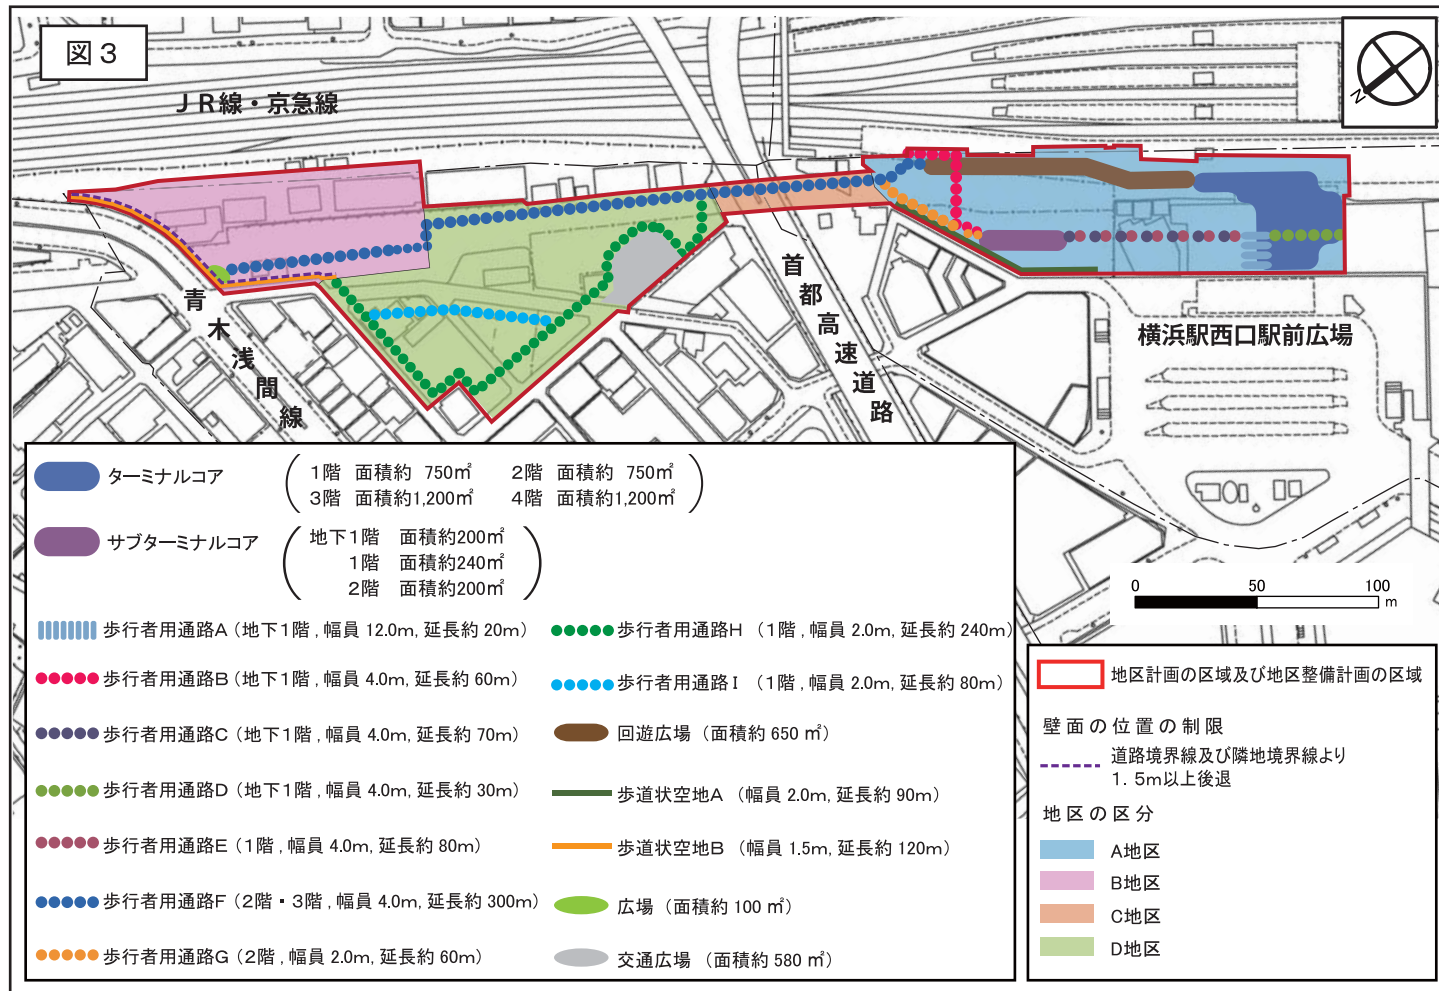 図3
JR線・京急線
N
首都高速道路
青木浅間線
横浜駅西口駅前広場
0 50 100
m
ターミナルコア
1階 面積約 750㎡ 2階 面積約 750㎡
3階 面積約1,200㎡ 4階 面積約1,200㎡
サブターミナルコア
地下1階 面積約200㎡
1階 面積約240㎡
2階 面積約200㎡
歩行者用通路A (地下1階, 幅員 12.0m, 延長約 20m)
歩行者用通路B (地下1階, 幅員 4.0m, 延長約 60m)
歩行者用通路C (地下1階, 幅員 4.0m, 延長約 70m)
歩行者用通路D (地下1階, 幅員 4.0m, 延長約 30m)
歩行者用通路E (1階, 幅員 4.0m, 延長約 80m)
歩行者用通路F (2階・3階, 幅員 4.0m, 延長約 300m)
歩行者用通路G (2階, 幅員 2.0m, 延長約 60m)
歩行者用通路H (1階, 幅員 2.0m, 延長約 240m)
歩行者用通路I (1階, 幅員 2.0m, 延長約 80m)
回遊広場 (面積約 650 ㎡)
歩道状空地A (幅員 2.0m, 延長約 90m)
歩道状空地B (幅員 1.5m, 延長約 120m)
広場 (面積約 100 ㎡)
交通広場 (面積約 580 ㎡)
地区計画の区域及び地区整備計画の区域
壁面の位置の制限
道路境界線及び隣地境界線より
1.5m以上後退
地区の区分
A地区
B地区
C地区
D地区